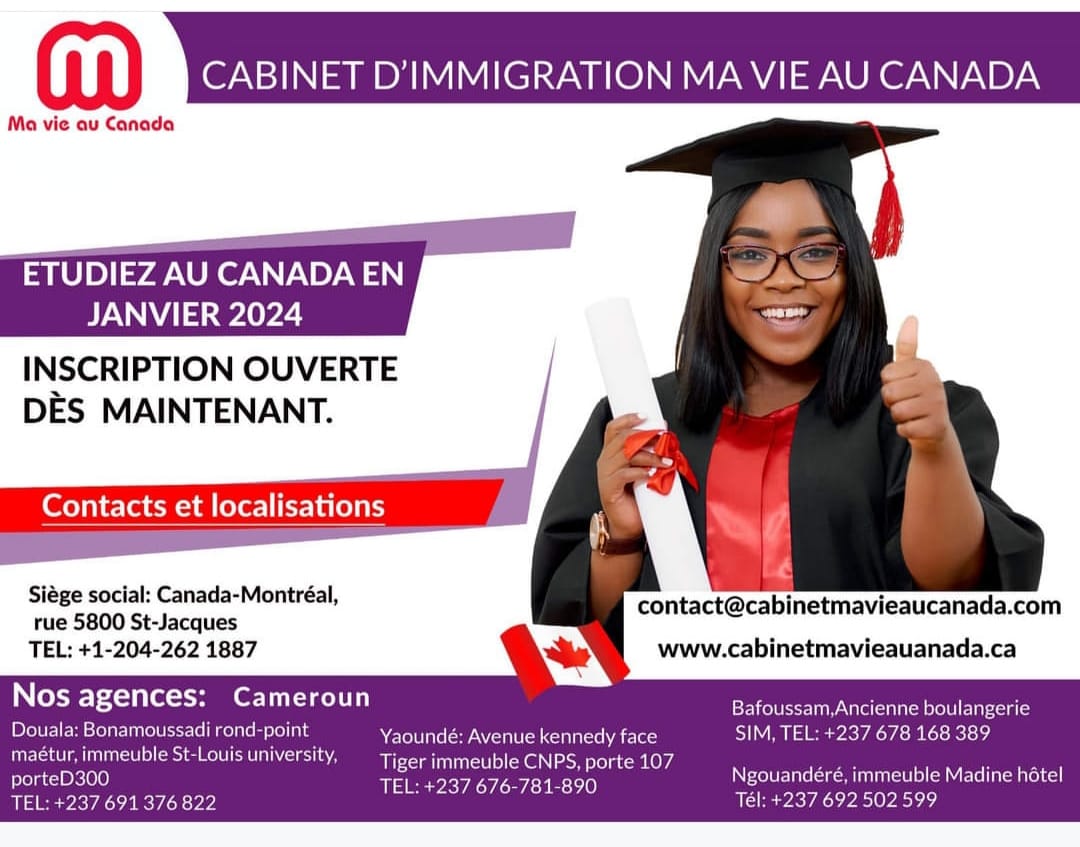 Ma vie au Canada
CABINET D’IMMIGRATION MA VIE AU CANADA
ETUDIEZ AU CANADA EN
JANVIER 2024
INSCRIPTION OUVERTE
DÈS MAINTENANT.
Contacts et localisations
Siège social: Canada-Montréal,
rue 5800 St-Jacques
TEL: +1-204-262 1887
contact@cabinetmavieaucanada.com
www.cabinetmavieauanada.ca
Nos agences: Cameroun
Douala: Bonamoussadi rond-point
maétur, immeuble St-Louis university,
porteD300
TEL: +237 691 376 822
Yaoundé: Avenue kennedy face
Tiger immeuble CNPS, porte 107
TEL: +237 676-781-890
Bafoussam,Ancienne boulangerie
SIM, TEL: +237 678 168 389
Ngouandéré, immeuble Madine hôtel
Tél: +237 692 502 599